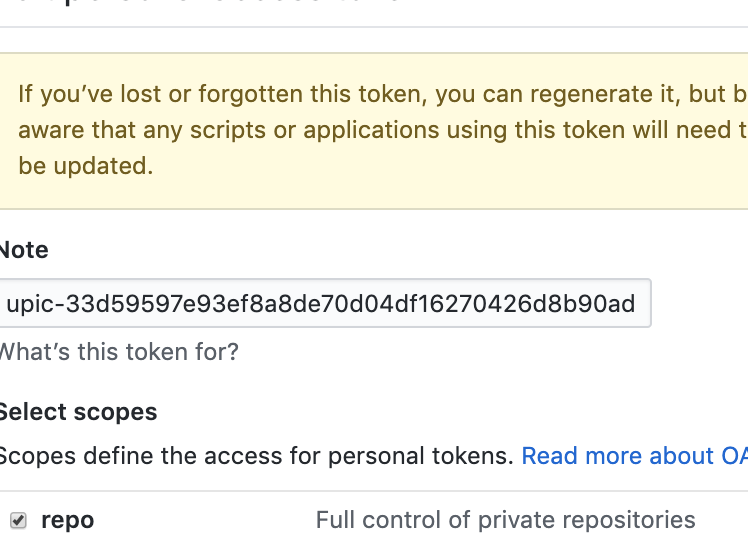 If you've lost or forgotten this token, you can regenerate it, but b
aware that any scripts or applications using this token will need t
be updated.
Note
upic-33d59597e93ef8a8de70d04df16270426d8b90ad
What's this token for?
Select scopes
Scopes define the access for personal tokens. Read more about OA
repo Full control of private repositories